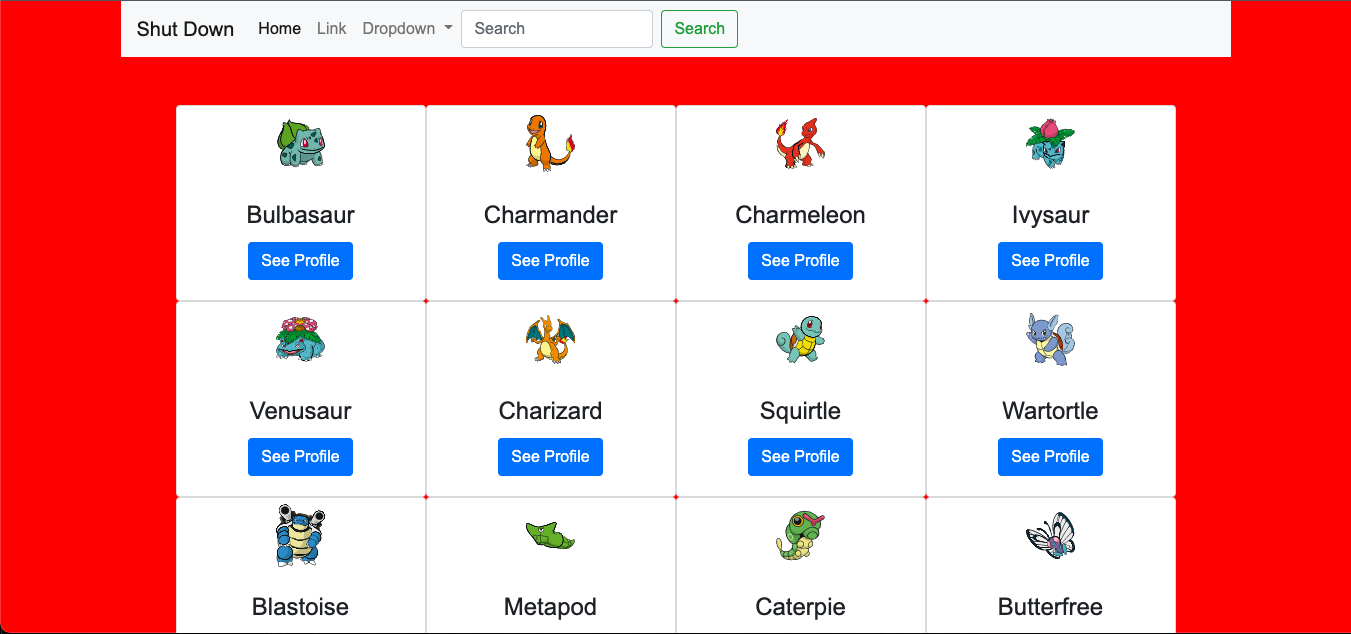 Shut Down Home Link Dropdown Search Search
Bulbasaur Charmander Charmeleon Ivysaur
See Profile See Profile See Profile See Profile
Venusaur Charizard Squirtle Wartortle
See Profile See Profile See Profile See Profile
Blastoise Metapod Caterpie Butterfree